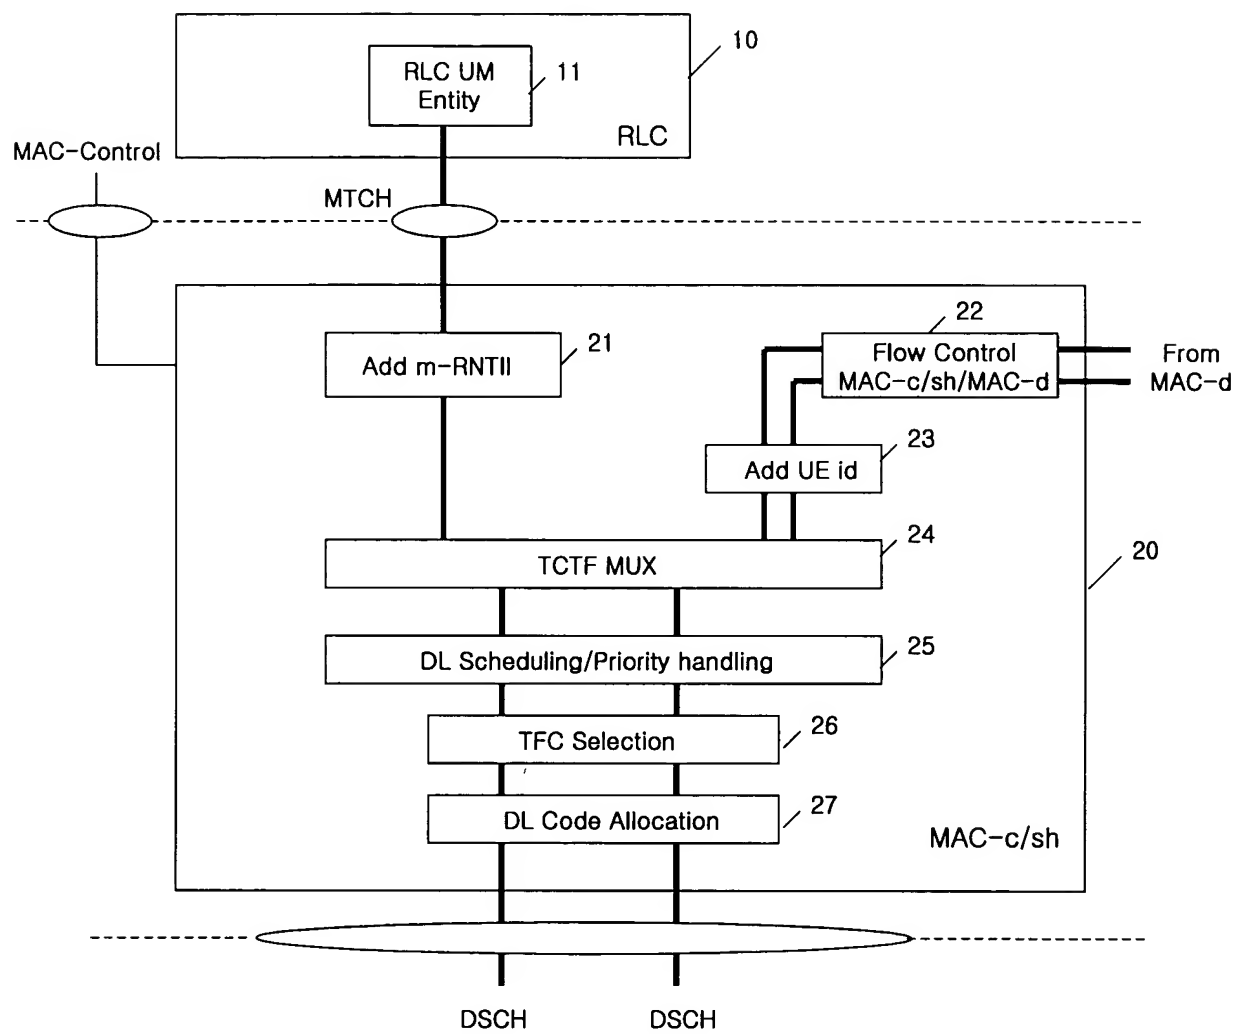 10
RLC UM
Entity
11
RLC
MAC-Control
MTCH
22
21
Add m-RNTII
Flow Control
MAC-c/sh/MAC-d
From
MAC-d
23
Add UE id
24
TCTF MUX
20
25
DL Scheduling/Priority handling
26
TFC Selection
27
DL Code Allocation
MAC-c/sh
DSCH
DSCH